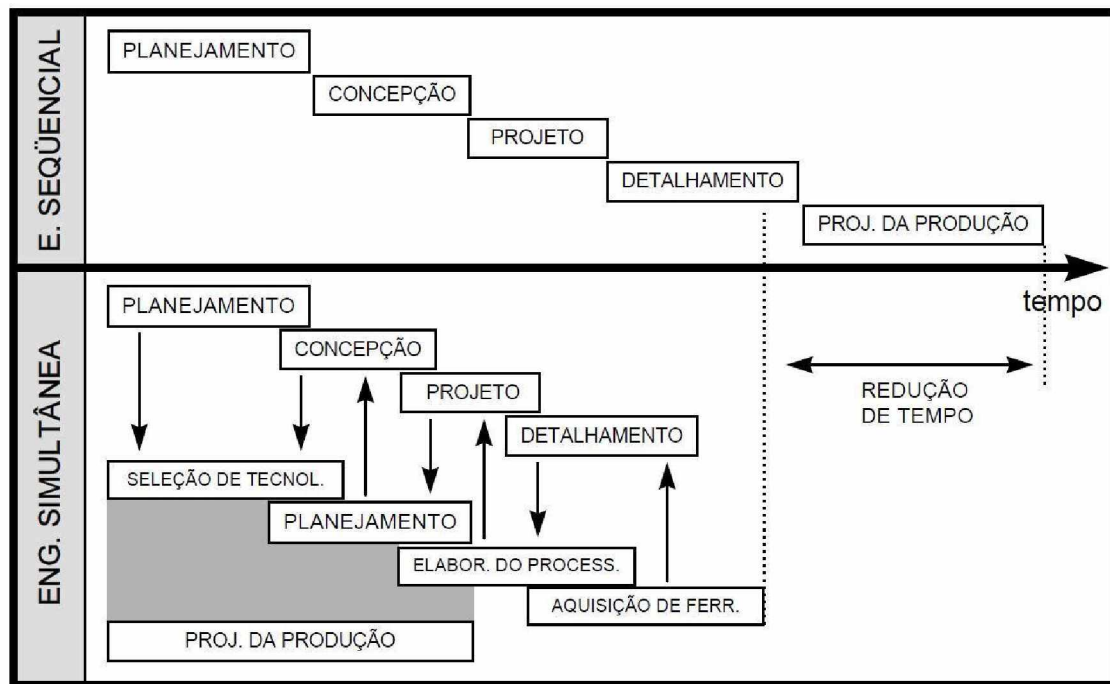 E. SEQÜENCIAL
PLANEJAMENTO
CONCEPÇÃO
PROJETO
DETALHAMENTO
PROJ. DA PRODUÇÃO
tempo
ENG. SIMULTÂNEA
PLANEJAMENTO
CONCEPÇÃO
PROJETO
DETALHAMENTO
REDUÇÃO
DE TEMPO
SELEÇÃO DE TECNOL.
PLANEJAMENTO
ELABOR. DO PROCESS.
AQUISIÇÃO DE FERR.
PROJ. DA PRODUÇÃO